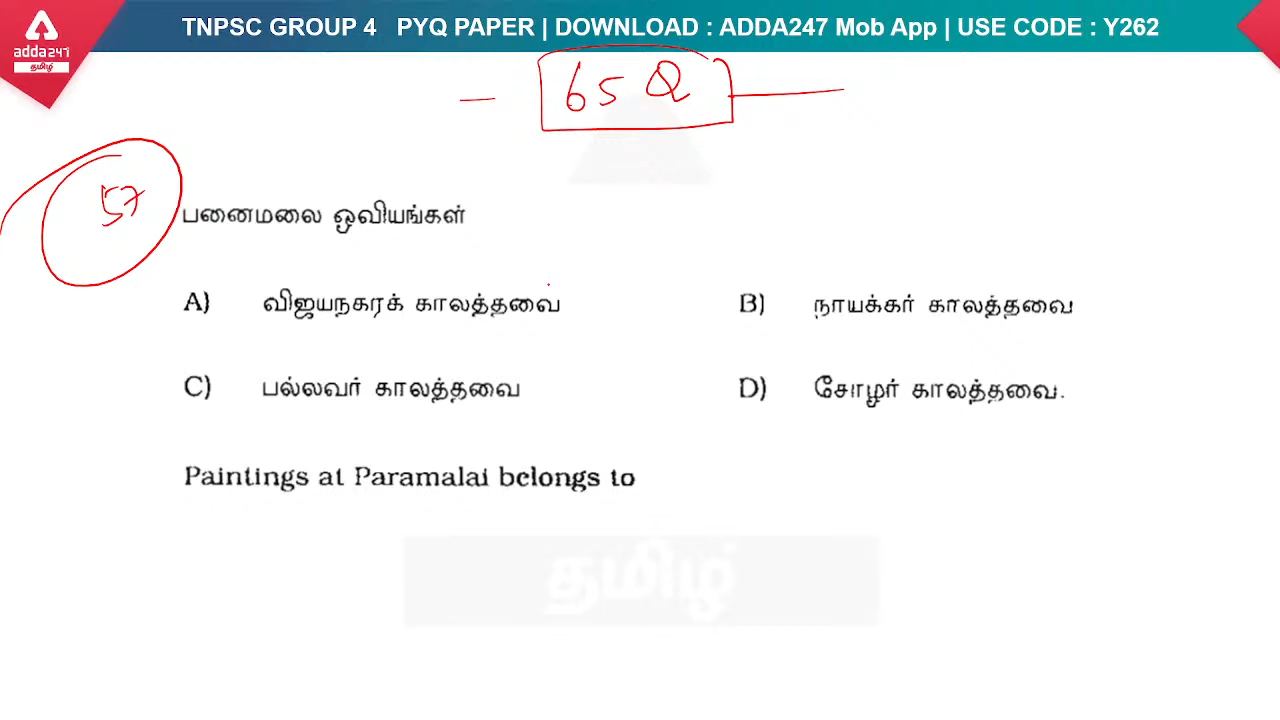 TNPSC GROUP 4 PYQ PAPER | DOWNLOAD : ADDA247 Mob App | USE CODE : Y262
adda247
தமிழ்
65 Q
57
பனைமலை ஓவியங்கள்
A) விஜயநகரக் காலத்தவை B) நாயக்கர் காலத்தவை
C) பல்லவர் காலத்தவை D) சோழர் காலத்தவை.
Paintings at Paramalai belongs to
தமிழ்